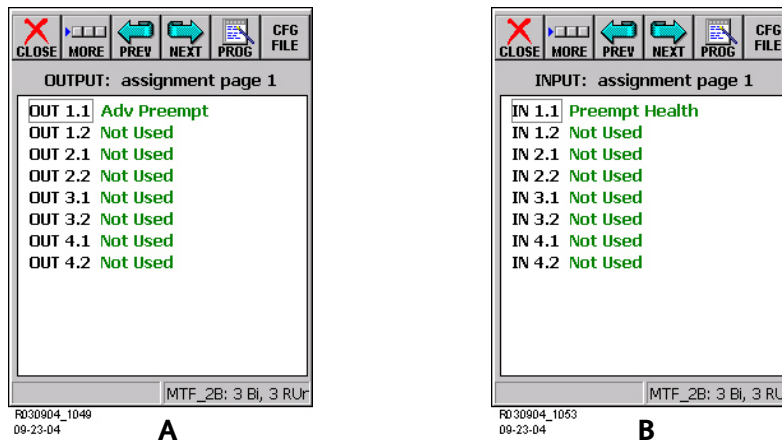 CLOSE MORE PREV NEXT PROG CFG FILE
OUTPUT: assignment page 1
OUT 1.1 Adv Preempt
OUT 1.2 Not Used
OUT 2.1 Not Used
OUT 2.2 Not Used
OUT 3.1 Not Used
OUT 3.2 Not Used
OUT 4.1 Not Used
OUT 4.2 Not Used
MTF_2B: 3 Bi, 3 RUn
R030904_1049
09-23-04
A
CLOSE MORE PREV NEXT PROG CFG FILE
INPUT: assignment page 1
IN 1.1 Preempt Health
IN 1.2 Not Used
IN 2.1 Not Used
IN 2.2 Not Used
IN 3.1 Not Used
IN 3.2 Not Used
IN 4.1 Not Used
IN 4.2 Not Used
MTF_2B: 3 Bi, 3 RU
R030904_1053
09-23-04
B